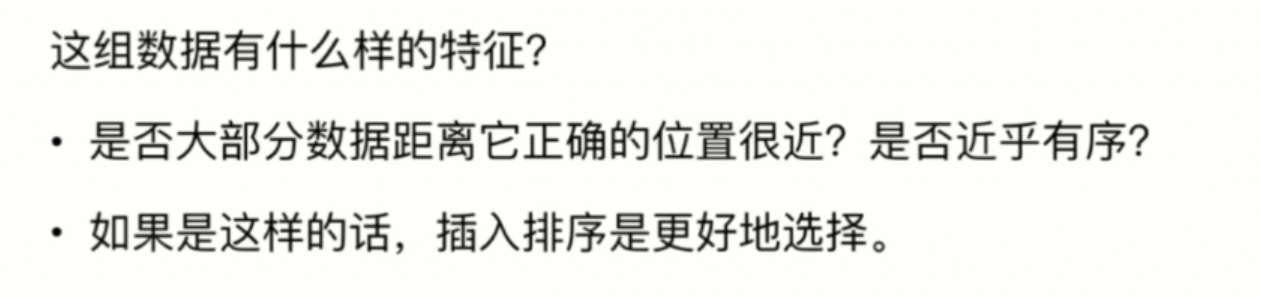 这组数据有什么样的特征？
• 是否大部分数据距离它正确的位置很近？是否近乎有序？
• 如果是这样的话，插入排序是更好地选择。